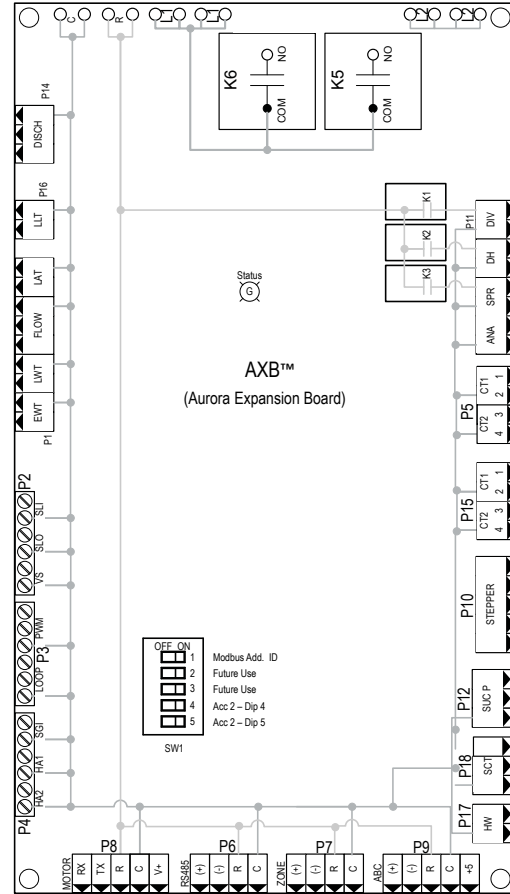 C
R
L1
L1
L2
L2
K6
NO
COM
K5
NO
COM
P14
DISCH
P16
LLT
LAT
FLOW
LWT
EWT
P1
K1
K2
K3
P11
DIV
DH
SPR
ANA
Status
G
AXB™
(Aurora Expansion Board)
CT1 1
2
P5
CT2 3
4
P2
SLI
SLO
VS
CT1 1
2
P15
CT2 3
4
P3
PWM
LOOP
P10
STEPPER
OFF ON
1 Modbus Add. ID
2 Future Use
3 Future Use
4 Acc 2 – Dip 4
5 Acc 2 – Dip 5
SW1
P4
SGI
HA1
HA2
P12
SUC P
P18
SCT
P17
HW
P8
MOTOR
RX
TX
R
C
V+
P6
RS485
(+)
(-)
R
C
P7
ZONE
(+)
(-)
R
C
P9
ABC
(+)
(-)
R
C
+5